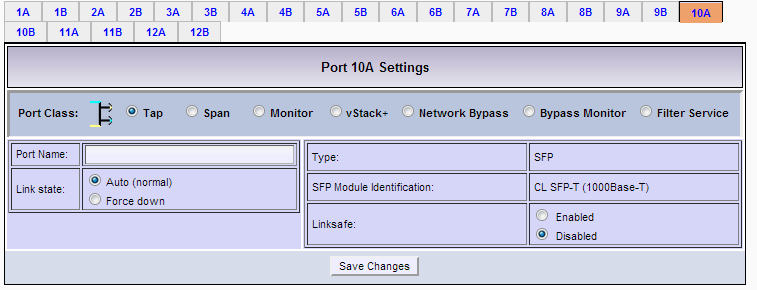 1A 1B 2A 2B 3A 3B 4A 4B 5A 5B 6A 6B 7A 7B 8A 8B 9A 9B 10A
10B 11A 11B 12A 12B
Port 10A Settings
Port Class: Tap Span Monitor vStack+ Network Bypass Bypass Monitor Filter Service
Port Name:
Link state: Auto (normal)
Force down
Type: SFP
SFP Module Identification: CL SFP-T (1000Base-T)
Linksafe: Enabled
Disabled
Save Changes